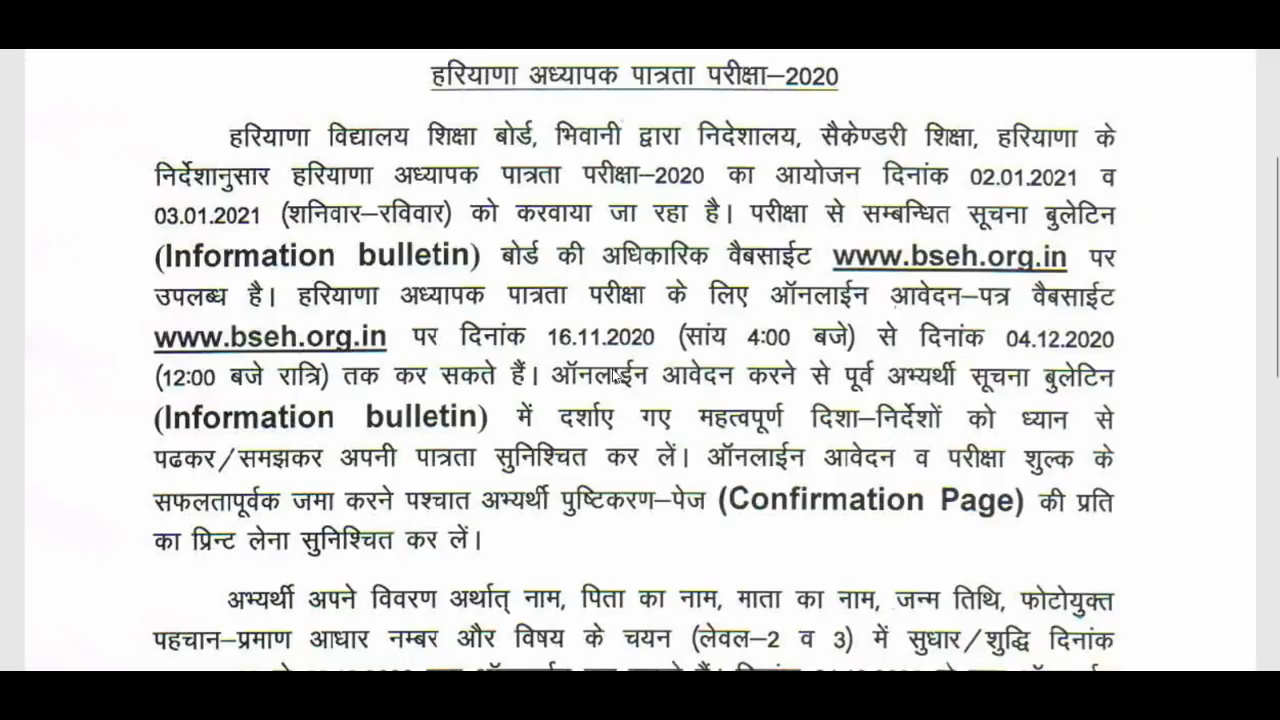 हरियाणा अध्यापक पात्रता परीक्षा–2020
हरियाणा विद्यालय शिक्षा बोर्ड, भिवानी द्वारा निदेशालय, सैकेण्डरी शिक्षा, हरियाणा के
निर्देशानुसार हरियाणा अध्यापक पात्रता परीक्षा–2020 का आयोजन दिनांक 02.01.2021 व
03.01.2021 (शनिवार–रविवार) को करवाया जा रहा है। परीक्षा से सम्बन्धित सूचना बुलेटिन
(Information bulletin) बोर्ड की अधिकारिक वैबसाईट www.bseh.org.in पर
उपलब्ध है। हरियाणा अध्यापक पात्रता परीक्षा के लिए ऑनलाईन आवेदन–पत्र वैबसाईट
www.bseh.org.in पर दिनांक 16.11.2020 (सांय 4:00 बजे) से दिनांक 04.12.2020
(12:00 बजे रात्रि) तक कर सकते हैं। ऑनलाईन आवेदन करने से पूर्व अभ्यर्थी सूचना बुलेटिन
(Information bulletin) में दर्शाए गए महत्वपूर्ण दिशा–निर्देशों को ध्यान से
पढकर/समझकर अपनी पात्रता सुनिश्चित कर लें। ऑनलाईन आवेदन व परीक्षा शुल्क के
सफलतापूर्वक जमा करने पश्चात अभ्यर्थी पुष्टिकरण–पेज (Confirmation Page) की प्रति
का प्रिन्ट लेना सुनिश्चित कर लें।
अभ्यर्थी अपने विवरण अर्थात् नाम, पिता का नाम, माता का नाम, जन्म तिथि, फोटोयुक्त
पहचान–प्रमाण आधार नम्बर और विषय के चयन (लेवल–2 व 3) में सुधार/शुद्धि दिनांक